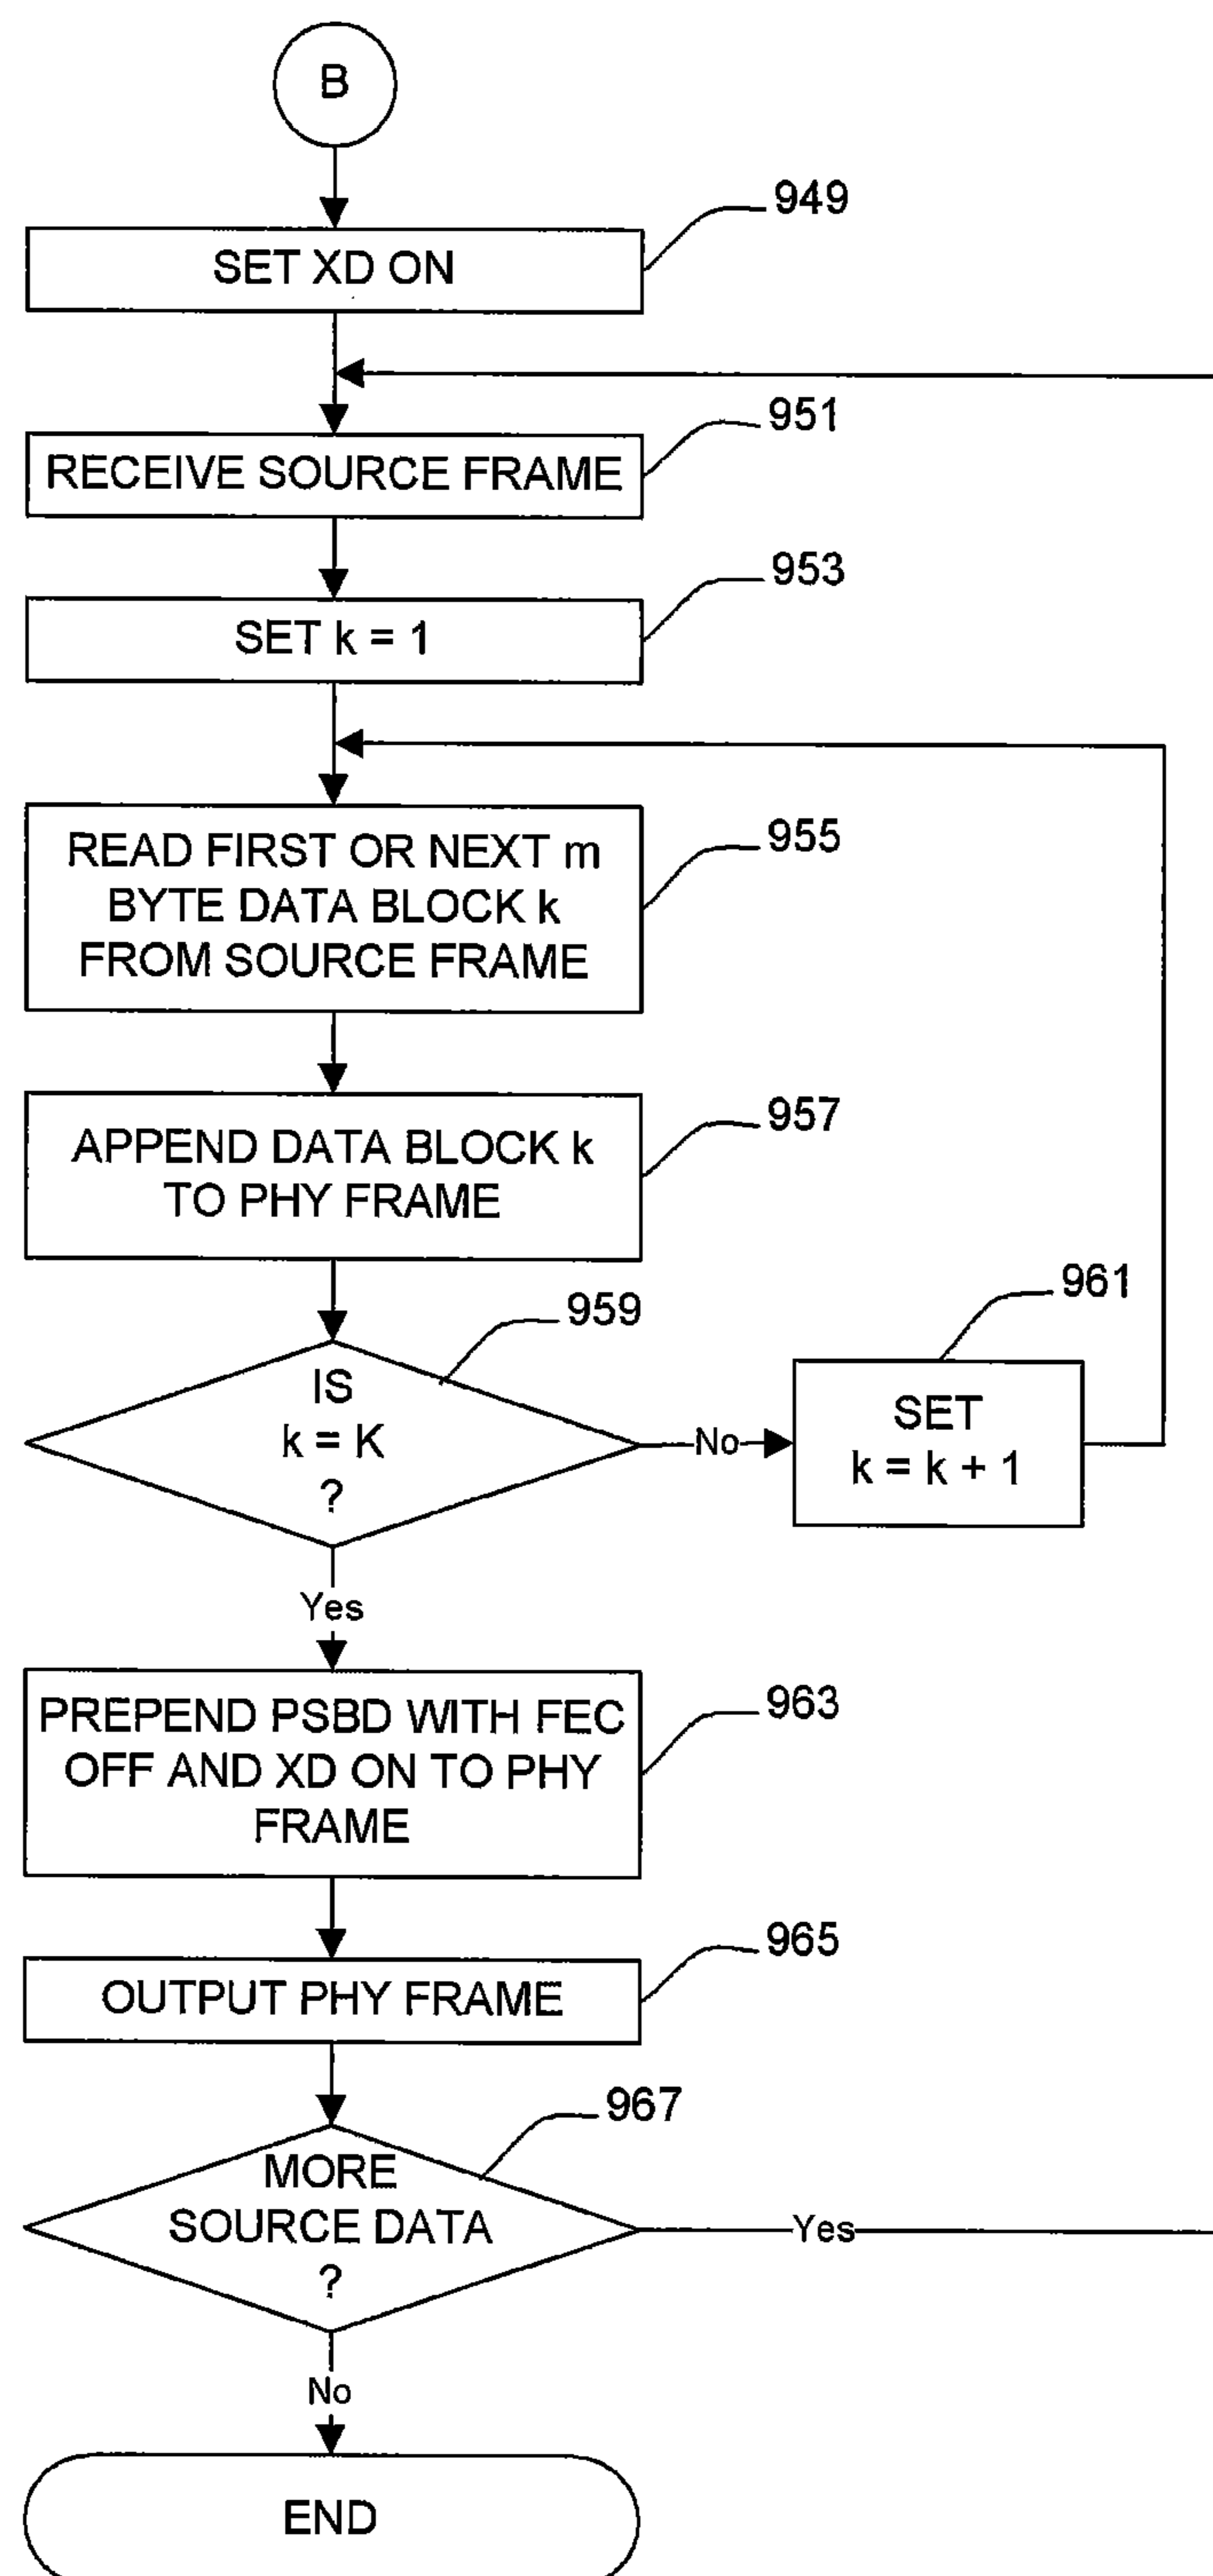 B
949
SET XD ON
951
RECEIVE SOURCE FRAME
953
SET k = 1
955
READ FIRST OR NEXT m
BYTE DATA BLOCK k
FROM SOURCE FRAME
957
APPEND DATA BLOCK k
TO PHY FRAME
959
IS
k = K
?
No
961
SET
k = k + 1
Yes
963
PREPEND PSBD WITH FEC
OFF AND XD ON TO PHY
FRAME
965
OUTPUT PHY FRAME
967
MORE
SOURCE DATA
?
Yes
No
END